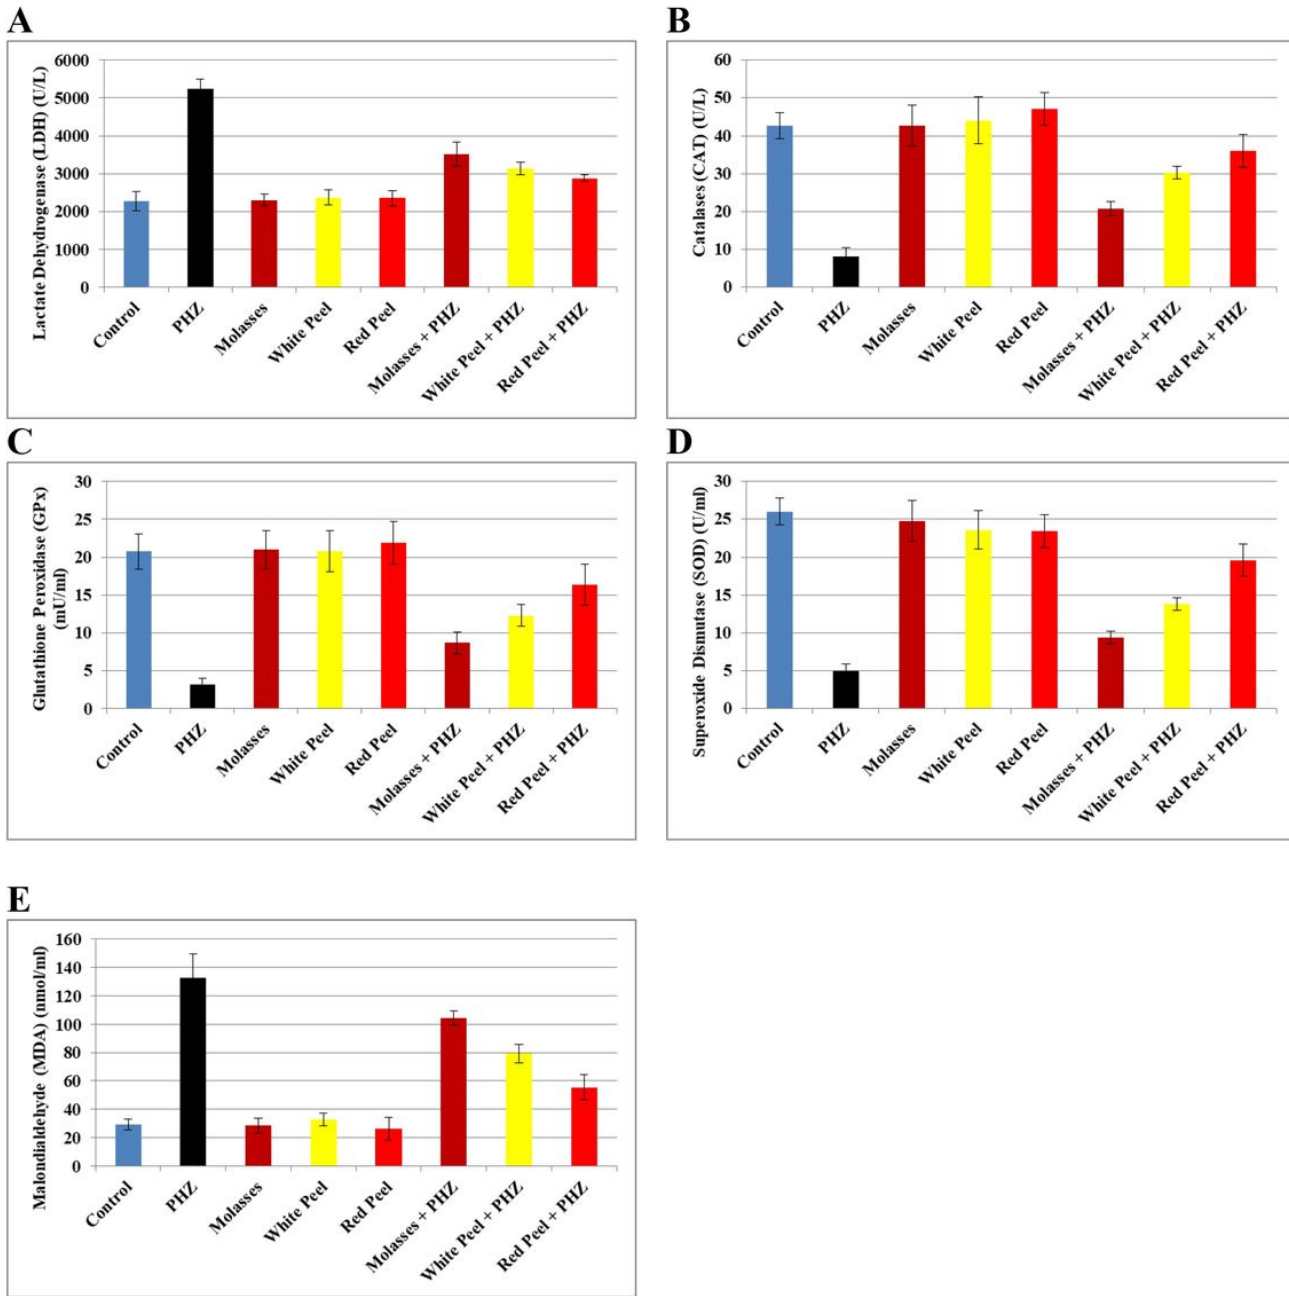 A
Lactate Dehydrogenase (LDH) (U/L)
6000
5000
4000
3000
2000
1000
0
Control
PHZ
Molasses
White Peel
Red Peel
Molasses + PHZ
White Peel + PHZ
Red Peel + PHZ
B
Catalases (CAT) (U/L)
60
50
40
30
20
10
0
Control
PHZ
Molasses
White Peel
Red Peel
Molasses + PHZ
White Peel + PHZ
Red Peel + PHZ
C
Glutathione Peroxidase (GPx)
(mU/ml)
30
25
20
15
10
5
0
Control
PHZ
Molasses
White Peel
Red Peel
Molasses + PHZ
White Peel + PHZ
Red Peel + PHZ
D
Superoxide Dismutase (SOD) (U/ml)
30
25
20
15
10
5
0
Control
PHZ
Molasses
White Peel
Red Peel
Molasses + PHZ
White Peel + PHZ
Red Peel + PHZ
E
Malondialdehyde (MDA) (nmol/ml)
160
140
120
100
80
60
40
20
0
Control
PHZ
Molasses
White Peel
Red Peel
Molasses + PHZ
White Peel + PHZ
Red Peel + PHZ